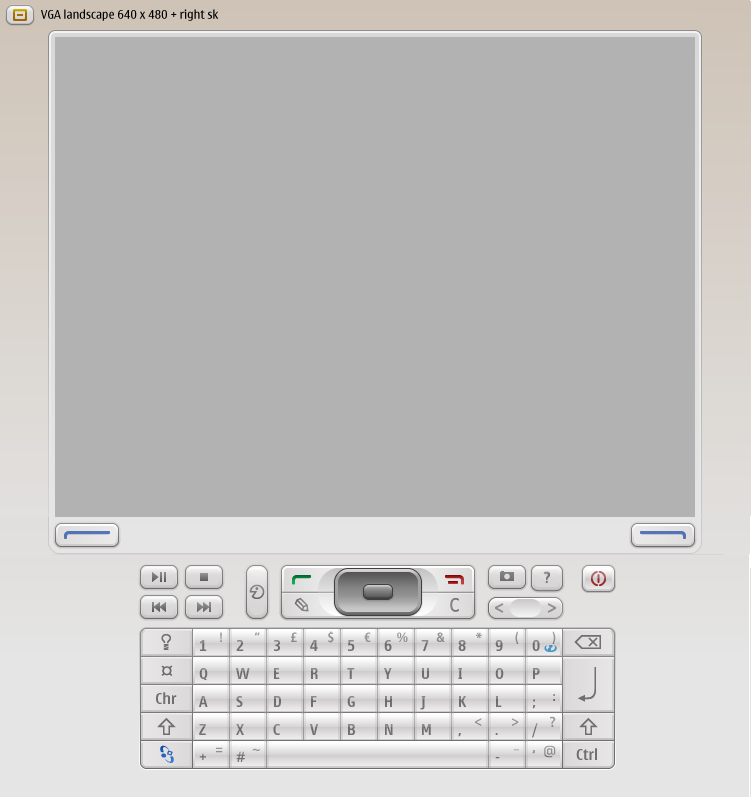 VGA landscape 640 x 480 + right sk
?
C
< >
1 ! 2 " 3 £ 4 $ 5 € 6 % 7 & 8 * 9 ( 0 )
¤ Q W E R T Y U I O P
Chr A S D F G H J K L ; :
Z X C V B N M , < . > / ?
+ = # ~ - _ ' @ Ctrl